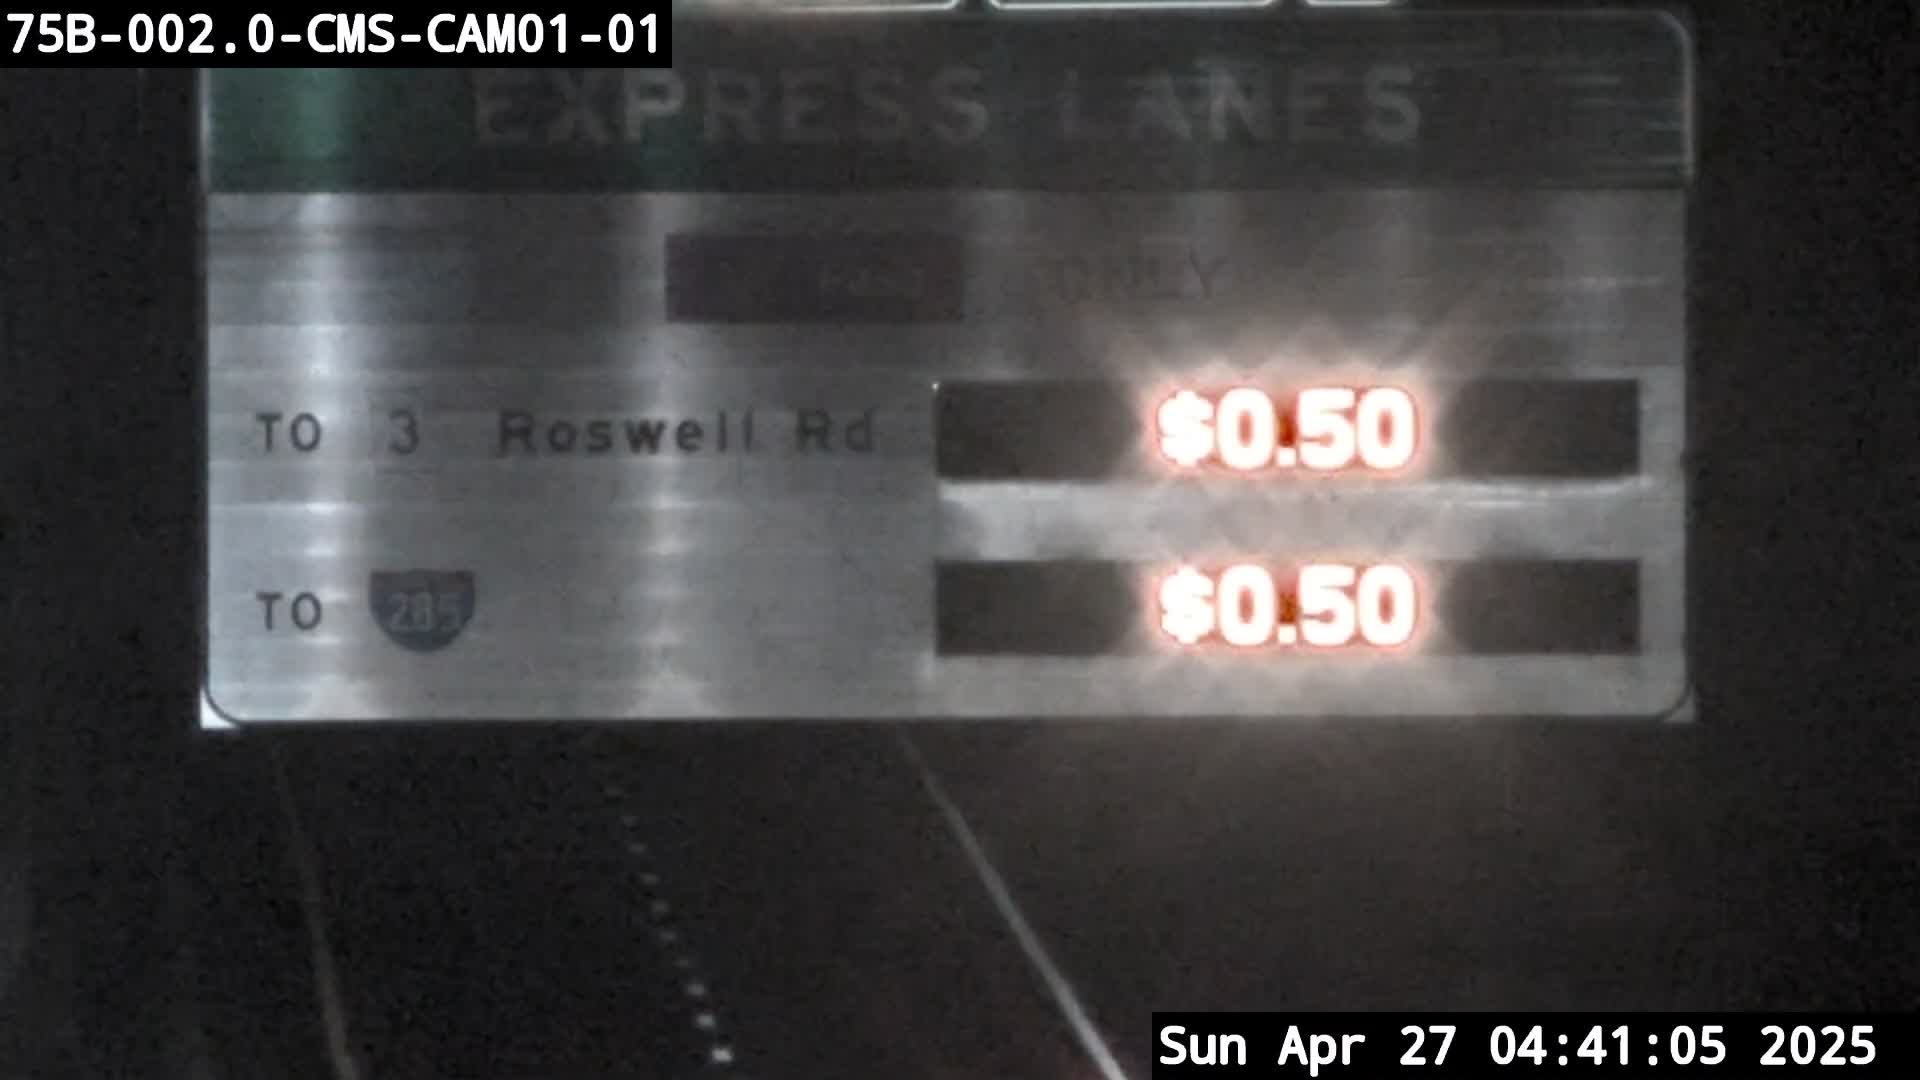 75B-002.0-CMS-CAM01-01
EXPRESS LANES
ONLY
TO 3 Roswell Rd $0.50
TO 285 $0.50
Sun Apr 27 04:41:05 2025